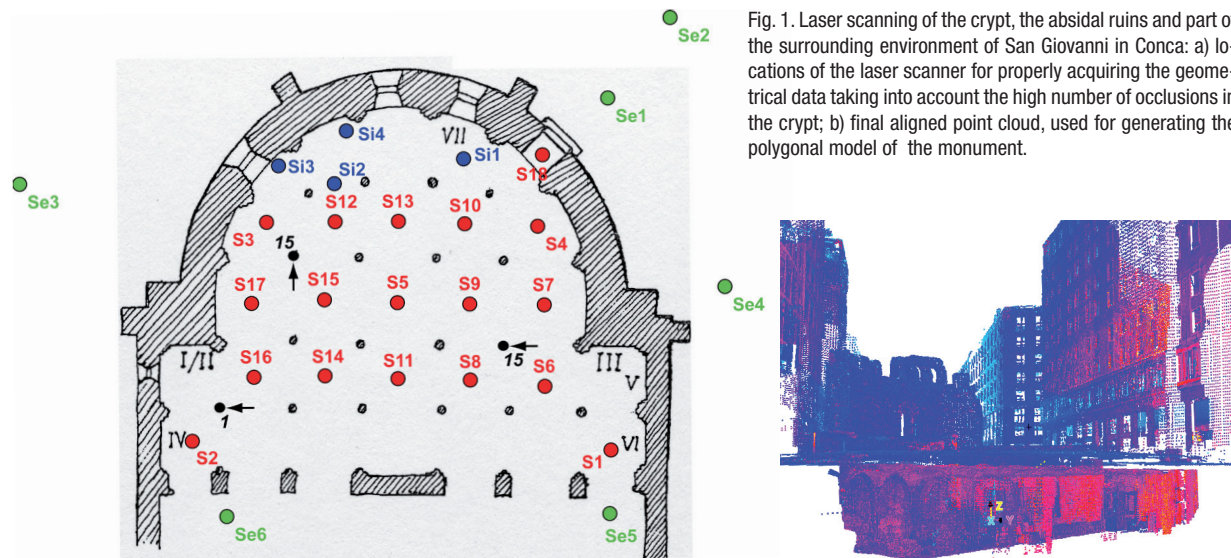 Fig. 1. Laser scanning of the crypt, the absidal ruins and part o
the surrounding environment of San Giovanni in Conca: a) lo-
cations of the laser scanner for properly acquiring the geome-
trical data taking into account the high number of occlusions in
the crypt; b) final aligned point cloud, used for generating the
polygonal model of the monument.
Se2
Se1
VII
Si4
Si3
Si2
Si1
S18
Se3
S12
S13
S10
S3
S4
15
S17
S15
S5
S9
S7
Se4
15
I/II
III
S16
S14
S11
S8
S6
V
1
IV
S2
VI
S1
Se6
Se5
Z
X
Y